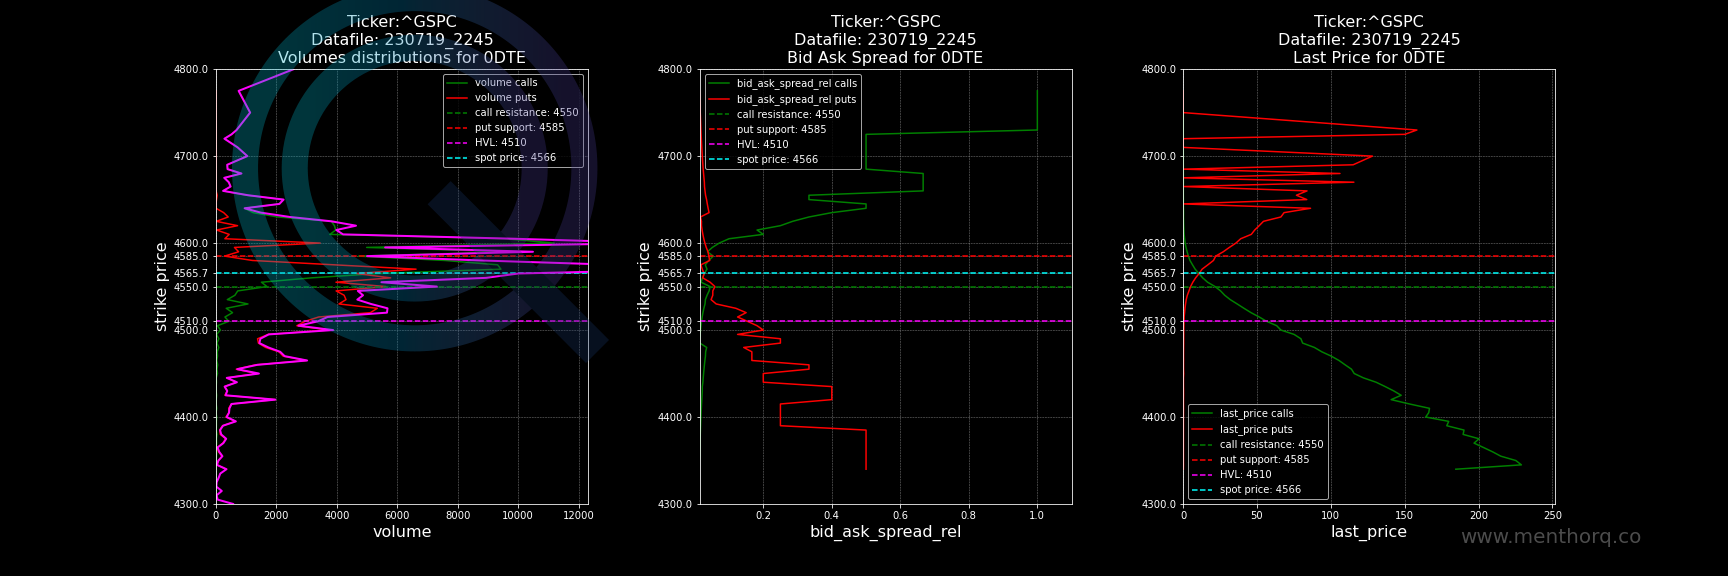 Ticker:^GSPC
Datafile: 230719_2245
Volumes distributions for 0DTE
4800.0
4700.0
4600.0
4585.0
4565.7
4550.0
4510.0
4500.0
4400.0
4300.0
strike price
volume calls
volume puts
call resistance: 4550
put support: 4585
HVL: 4510
spot price: 4566
0 2000 4000 6000 8000 10000 12000
volume
Ticker:^GSPC
Datafile: 230719_2245
Bid Ask Spread for 0DTE
4800.0
4700.0
4600.0
4585.0
4565.7
4550.0
4510.0
4500.0
4400.0
4300.0
strike price
bid_ask_spread_rel calls
bid_ask_spread_rel puts
call resistance: 4550
put support: 4585
HVL: 4510
spot price: 4566
0.2 0.4 0.6 0.8 1.0
bid_ask_spread_rel
Ticker:^GSPC
Datafile: 230719_2245
Last Price for 0DTE
4800.0
4700.0
4600.0
4585.0
4565.7
4550.0
4510.0
4500.0
4400.0
4300.0
strike price
last_price calls
last_price puts
call resistance: 4550
put support: 4585
HVL: 4510
spot price: 4566
0 50 100 150 200 250
last_price
www.menthorq.co